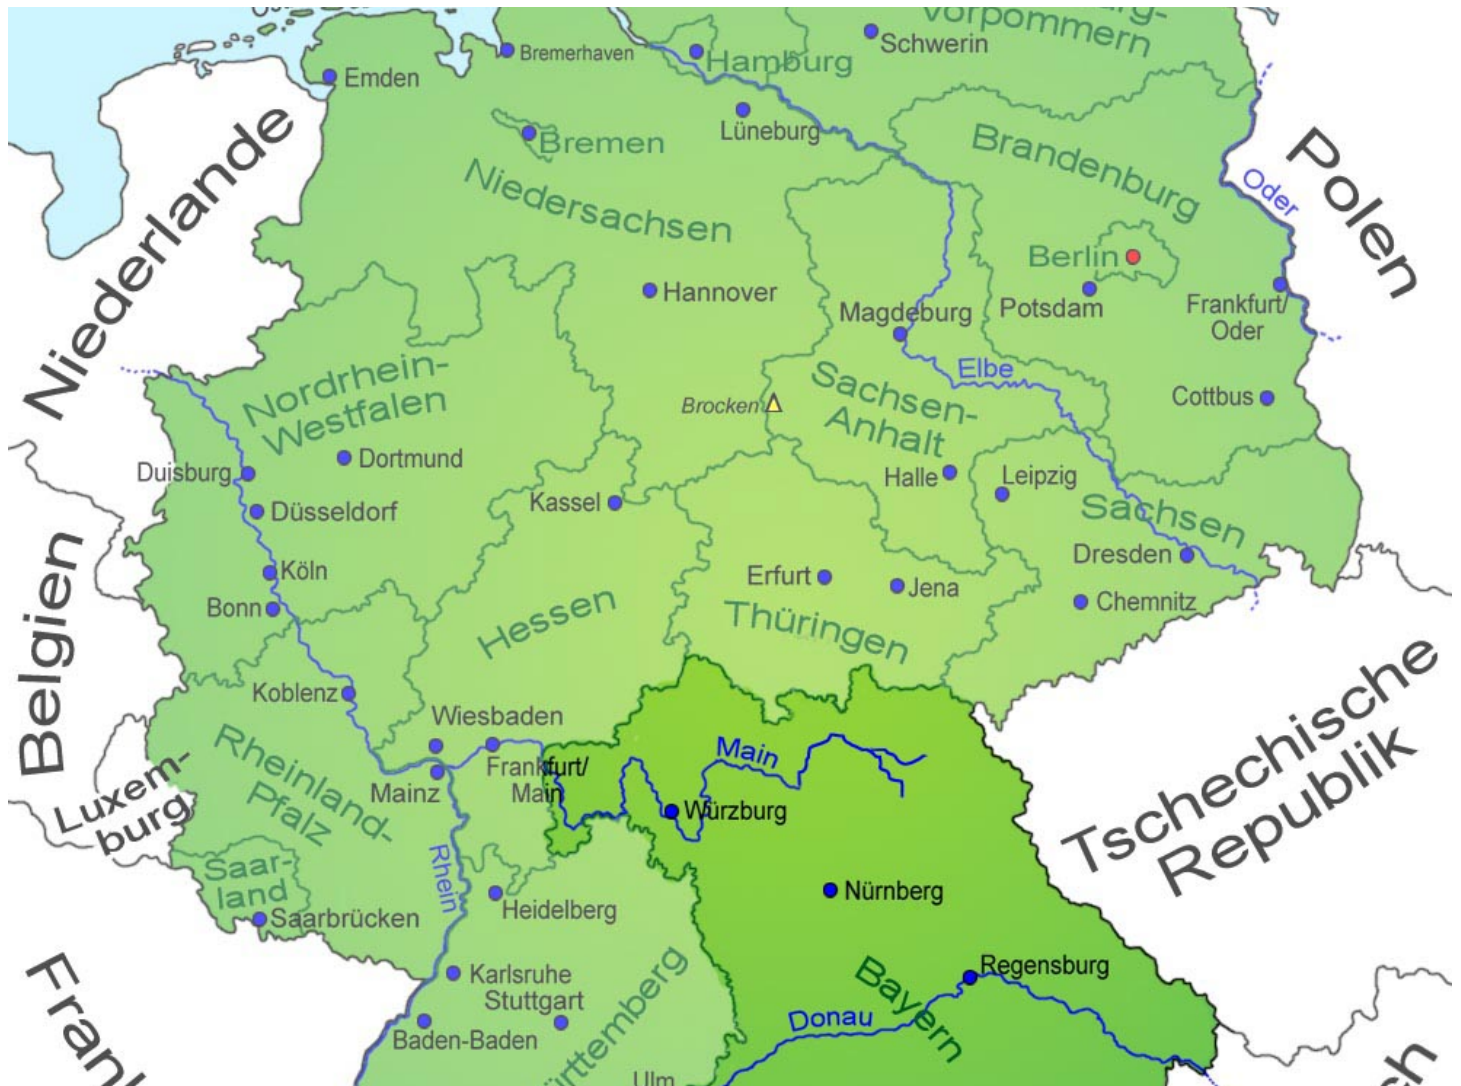 Vorpommern
Schwerin
Bremerhaven
Hamburg
Emden
Lüneburg
Bremen
Brandenburg
Niederlande
Niedersachsen
Polen
Oder
Berlin
Hannover
Potsdam
Frankfurt/
Oder
Magdeburg
Elbe
Nordrhein-
Westfalen
Brocken
Sachsen-
Anhalt
Cottbus
Duisburg
Dortmund
Halle
Leipzig
Kassel
Düsseldorf
Sachsen
Belgien
Köln
Dresden
Erfurt
Jena
Bonn
Hessen
Thüringen
Chemnitz
Koblenz
Wiesbaden
Tschechische
Republik
Rheinland-
Pfalz
Main
Frankfurt/
Main
Mainz
Luxem-
burg
Würzburg
Rhein
Saar-
land
Nürnberg
Heidelberg
Saarbrücken
Karlsruhe
Stuttgart
Regensburg
Bayern
Donau
Baden-Baden
Ulm